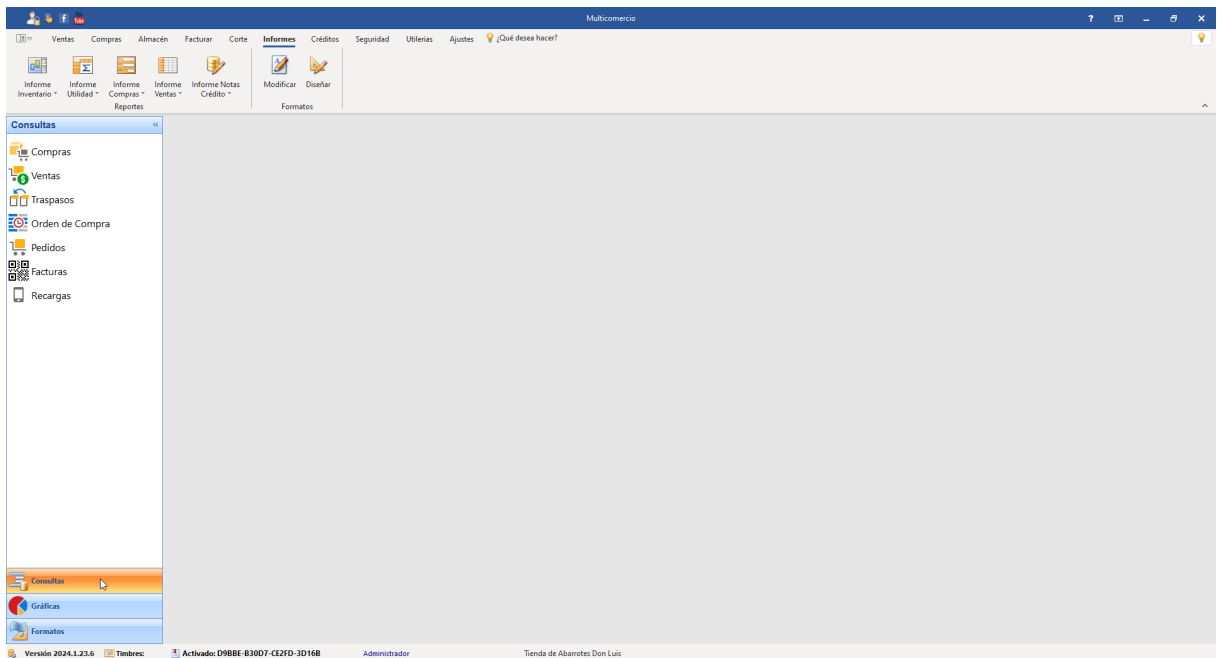 Multicomercio
Ventas Compras Almacén Facturar Corte Informes Créditos Seguridad Utilerias Ajustes ¿Qué desea hacer?
Informe Inventario
Informe Utilidad
Informe Compras
Informe Ventas
Informe Notas Crédito
Modificar
Diseñar
Reportes
Formatos
Consultas
Compras
Ventas
Traspasos
Orden de Compra
Pedidos
Facturas
Recargas
Consultas
Gráficas
Formatos
Versión 2024.1.23.6 Timbres: Activado: D9BBE-B30D7-CE2FD-3D16B Administrador Tienda de Abarrotes Don Luis